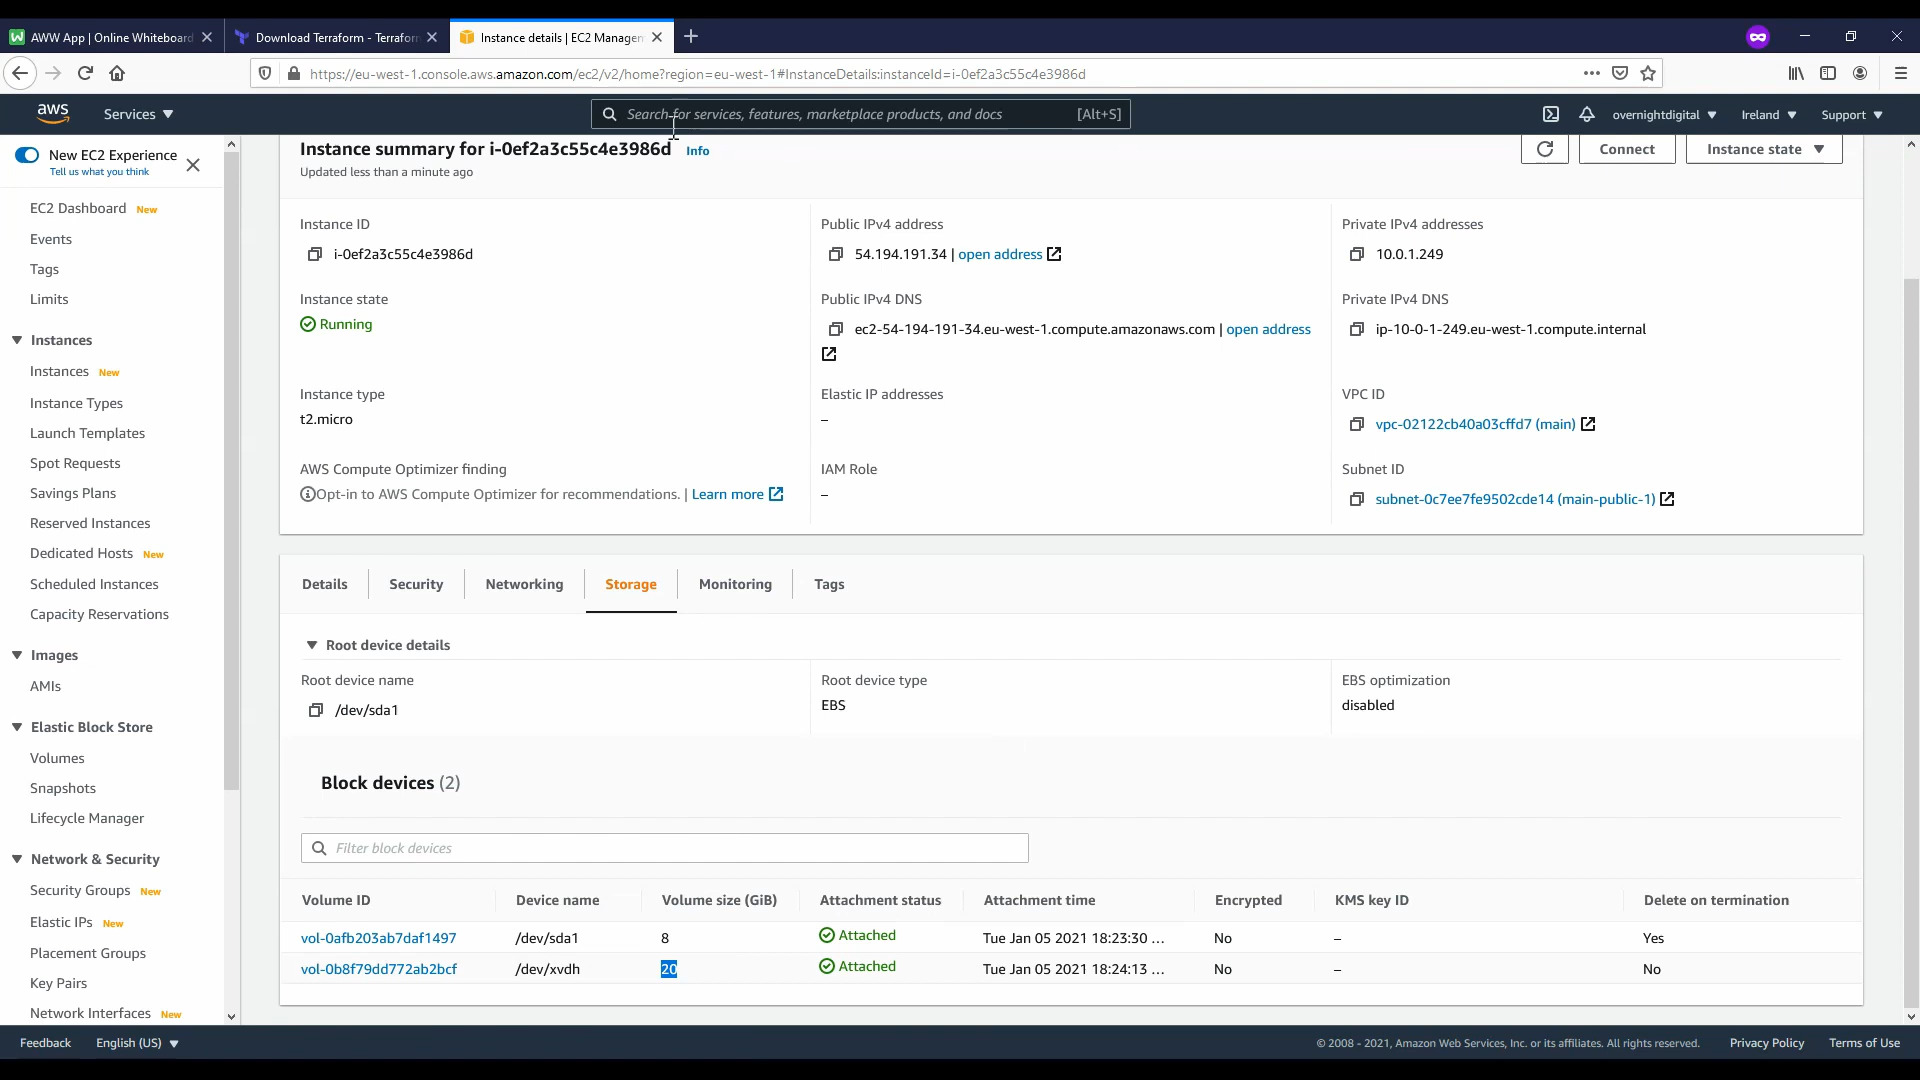 AWW App | Online Whiteboard
Download Terraform - Terraform
Instance details | EC2 Managem
https://eu-west-1.console.aws.amazon.com/ec2/v2/home?region=eu-west-1#InstanceDetails:instanceId=i-0ef2a3c55c4e3986d
aws
Services
Search for services, features, marketplace products, and docs
[Alt+S]
overnightdigital
Ireland
Support
New EC2 Experience
Tell us what you think
EC2 Dashboard New
Events
Tags
Limits
Instances
Instances New
Instance Types
Launch Templates
Spot Requests
Savings Plans
Reserved Instances
Dedicated Hosts New
Scheduled Instances
Capacity Reservations
Images
AMIs
Elastic Block Store
Volumes
Snapshots
Lifecycle Manager
Network & Security
Security Groups New
Elastic IPs New
Placement Groups
Key Pairs
Network Interfaces New
Instance summary for i-0ef2a3c55c4e3986d Info
Updated less than a minute ago
Connect
Instance state
Instance ID
i-0ef2a3c55c4e3986d
Public IPv4 address
54.194.191.34 | open address
Private IPv4 addresses
10.0.1.249
Instance state
Running
Public IPv4 DNS
ec2-54-194-191-34.eu-west-1.compute.amazonaws.com | open address
Private IPv4 DNS
ip-10-0-1-249.eu-west-1.compute.internal
Instance type
t2.micro
Elastic IP addresses
–
VPC ID
vpc-02122cb40a03cffd7 (main)
AWS Compute Optimizer finding
Opt-in to AWS Compute Optimizer for recommendations. | Learn more
IAM Role
–
Subnet ID
subnet-0c7ee7fe9502cde14 (main-public-1)
Details
Security
Networking
Storage
Monitoring
Tags
Root device details
Root device name
/dev/sda1
Root device type
EBS
EBS optimization
disabled
Block devices (2)
Filter block devices
Volume ID Device name Volume size (GiB) Attachment status Attachment time Encrypted KMS key ID Delete on termination
vol-0afb203ab7daf1497 /dev/sda1 8 Attached Tue Jan 05 2021 18:23:30 ... No – Yes
vol-0b8f79dd772ab2bcf /dev/xvdh 20 Attached Tue Jan 05 2021 18:24:13 ... No – No
Feedback
English (US)
© 2008 - 2021, Amazon Web Services, Inc. or its affiliates. All rights reserved.
Privacy Policy
Terms of Use